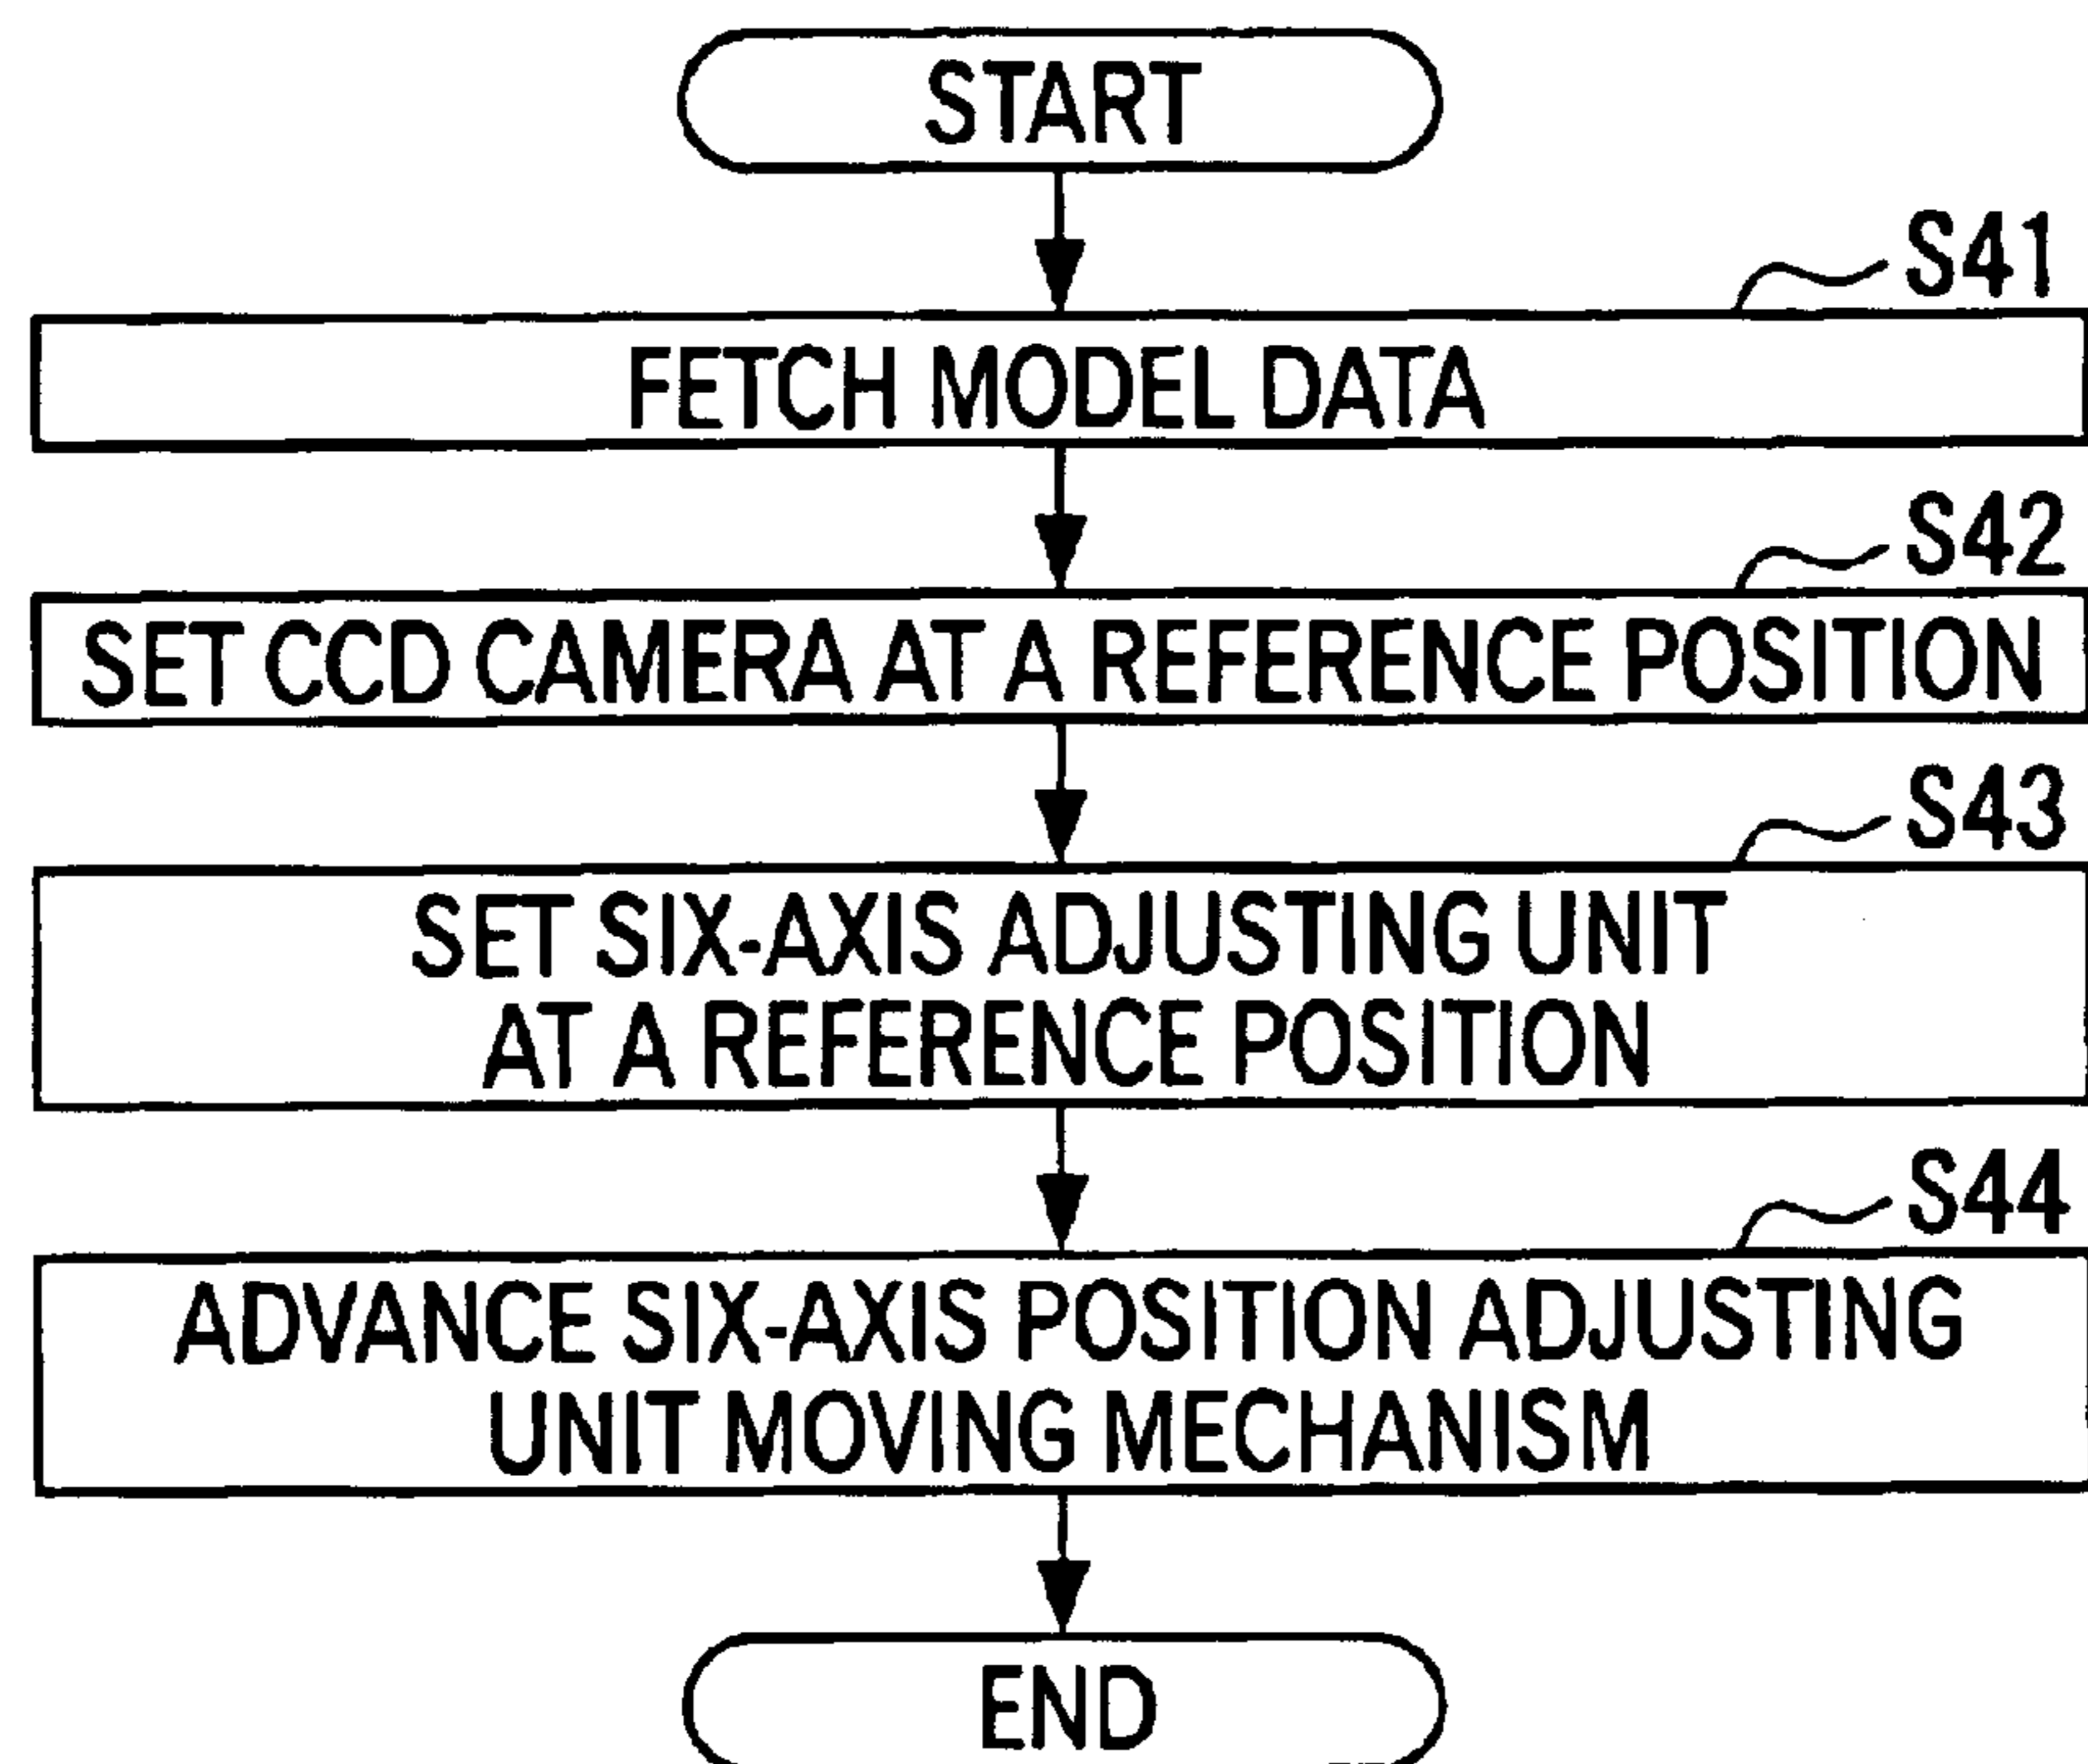 START
S41
FETCH MODEL DATA
S42
SET CCD CAMERA AT A REFERENCE POSITION
S43
SET SIX-AXIS ADJUSTING UNIT
AT A REFERENCE POSITION
S44
ADVANCE SIX-AXIS POSITION ADJUSTING
UNIT MOVING MECHANISM
END